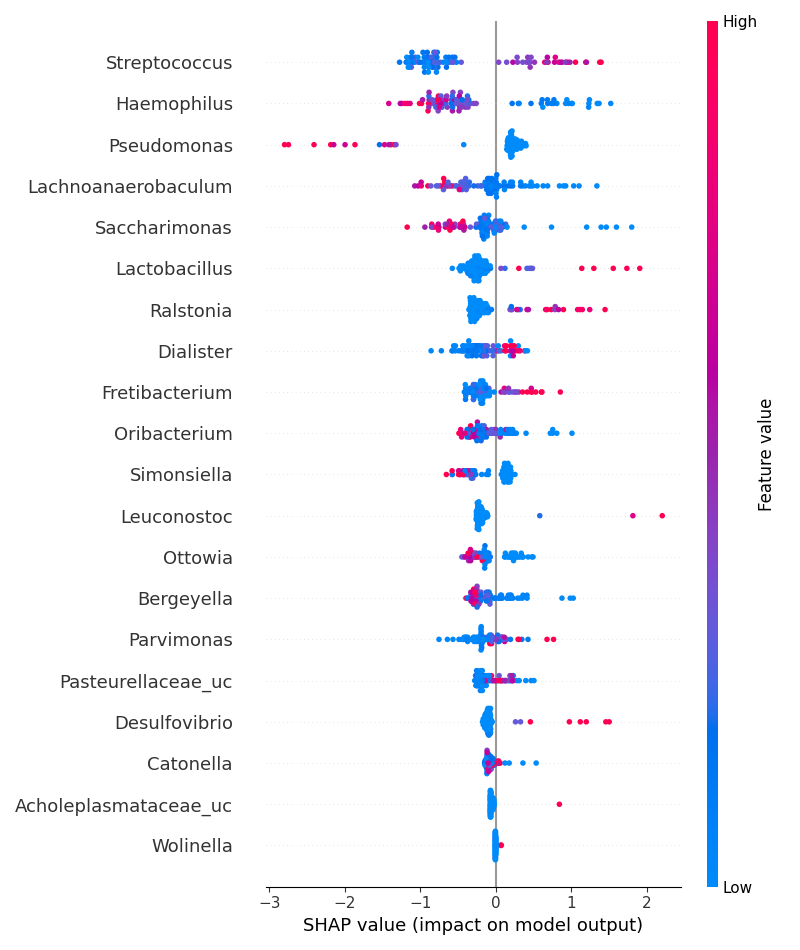 High
Streptococcus
Haemophilus
Pseudomonas
Lachnoanaerobaculum
Saccharimonas
Lactobacillus
Ralstonia
Dialister
Fretibacterium
Oribacterium
Simonsiella
Leuconostoc
Ottowia
Bergeyella
Parvimonas
Pasteurellaceae_uc
Desulfovibrio
Catonella
Acholeplasmataceae_uc
Wolinella
Feature value
Low
−3 −2 −1 0 1 2
SHAP value (impact on model output)